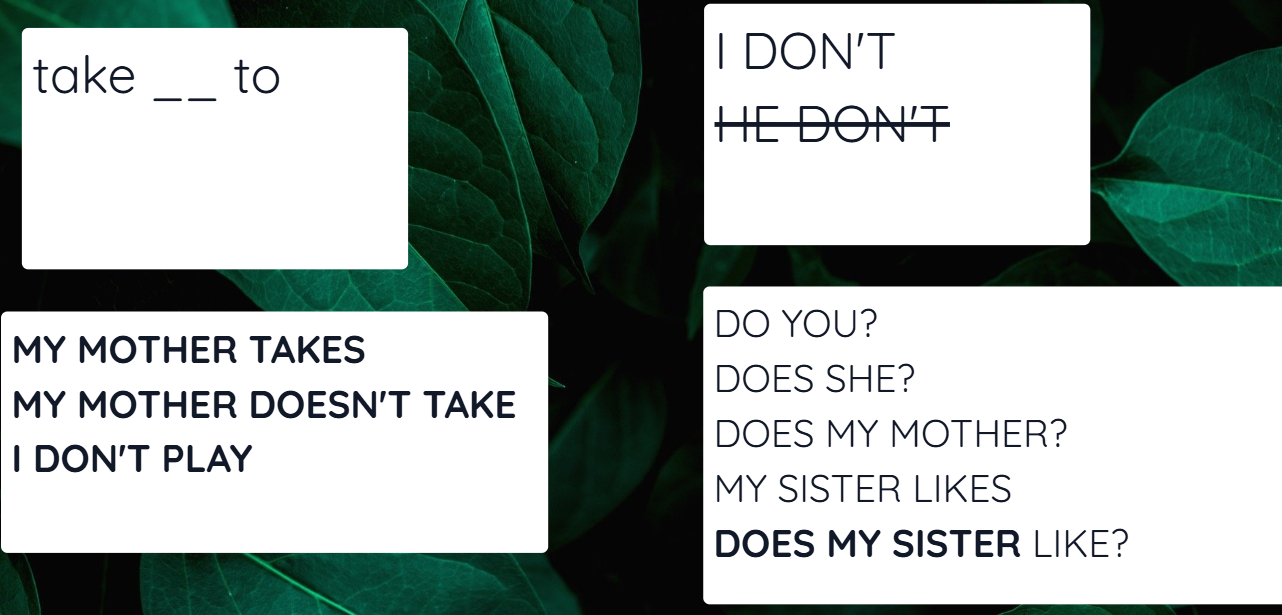 take __ to
I DON'T
HE DON'T
MY MOTHER TAKES
MY MOTHER DOESN'T TAKE
I DON'T PLAY
DO YOU?
DOES SHE?
DOES MY MOTHER?
MY SISTER LIKES
DOES MY SISTER LIKE?